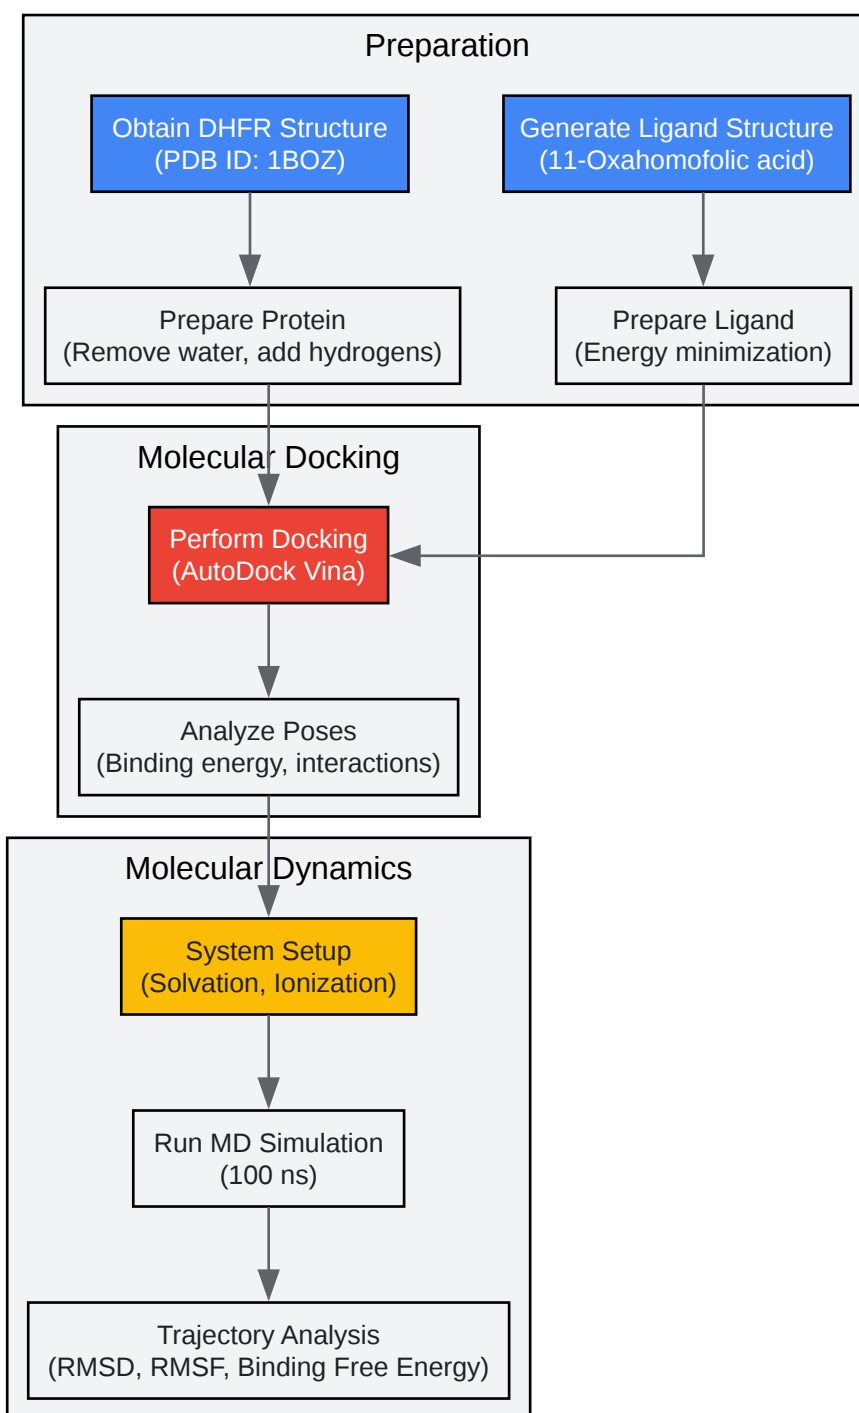 Preparation
Obtain DHFR Structure
(PDB ID: 1BOZ)
Generate Ligand Structure
(11-Oxahomofolic acid)
Prepare Protein
(Remove water, add hydrogens)
Prepare Ligand
(Energy minimization)
Molecular Docking
Perform Docking
(AutoDock Vina)
Analyze Poses
(Binding energy, interactions)
Molecular Dynamics
System Setup
(Solvation, Ionization)
Run MD Simulation
(100 ns)
Trajectory Analysis
(RMSD, RMSF, Binding Free Energy)